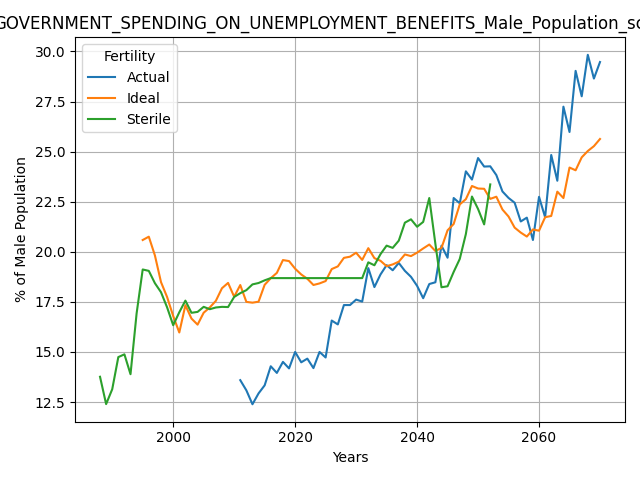 GOVERNMENT_SPENDING_ON_UNEMPLOYMENT_BENEFITS_Male_Population_sc
Fertility
Actual
Ideal
Sterile
30.0
27.5
25.0
22.5
20.0
17.5
15.0
12.5
% of Male Population
2000
2020
2040
2060
Years